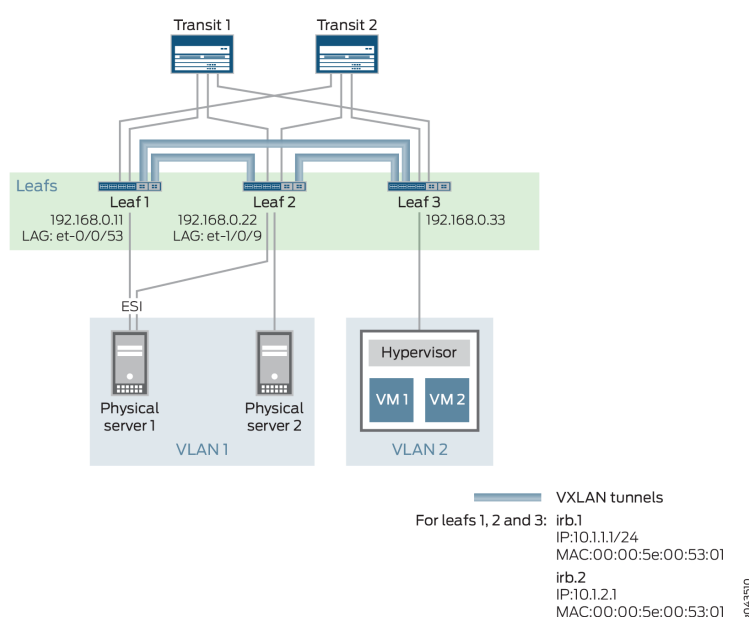 Transit 1
Transit 2
Leafs
Leaf 1
192.168.0.11
LAG: et-0/0/53
Leaf 2
192.168.0.22
LAG: et-1/0/9
Leaf 3
192.168.0.33
ESI
Physical
server 1
Physical
server 2
VLAN 1
Hypervisor
VM 1
VM 2
VLAN 2
VXLAN tunnels
For leafs 1, 2 and 3: irb.1
IP:10.1.1.1/24
MAC:00:00:5e:00:53:01
irb.2
IP:10.1.2.1
MAC:00:00:5e:00:53:01